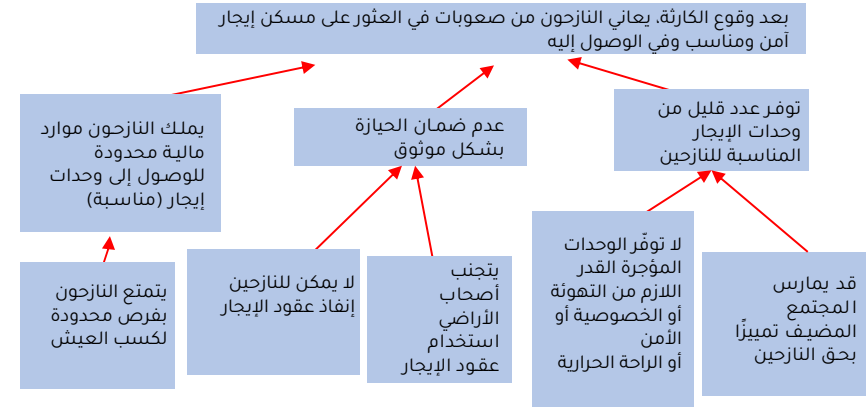 بعد وقوع الكارثة، يعاني النازحون من صعوبات في العثور على مسكن إيجار
آمن ومناسب وفي الوصول إليه
توفر عدد قليل من
وحدات الإيجار
المناسبة للنازحين
عدم ضمان الحيازة
بشكل موثوق
يملك النازحون موارد
مالية محدودة
للوصول إلى وحدات
إيجار (مناسبة)
قد يمارس
المجتمع
المضيف تمييزًا
بحق النازحين
لا توفّر الوحدات
المؤجرة القدر
اللازم من التهوئة
أو الخصوصية أو
الأمن
أو الراحة الحرارية
يتجنب
أصحاب
الأراضي
استخدام
عقود الإيجار
لا يمكن للنازحين
إنفاذ عقود الإيجار
يتمتع النازحون
بفرص محدودة
لكسب العيش